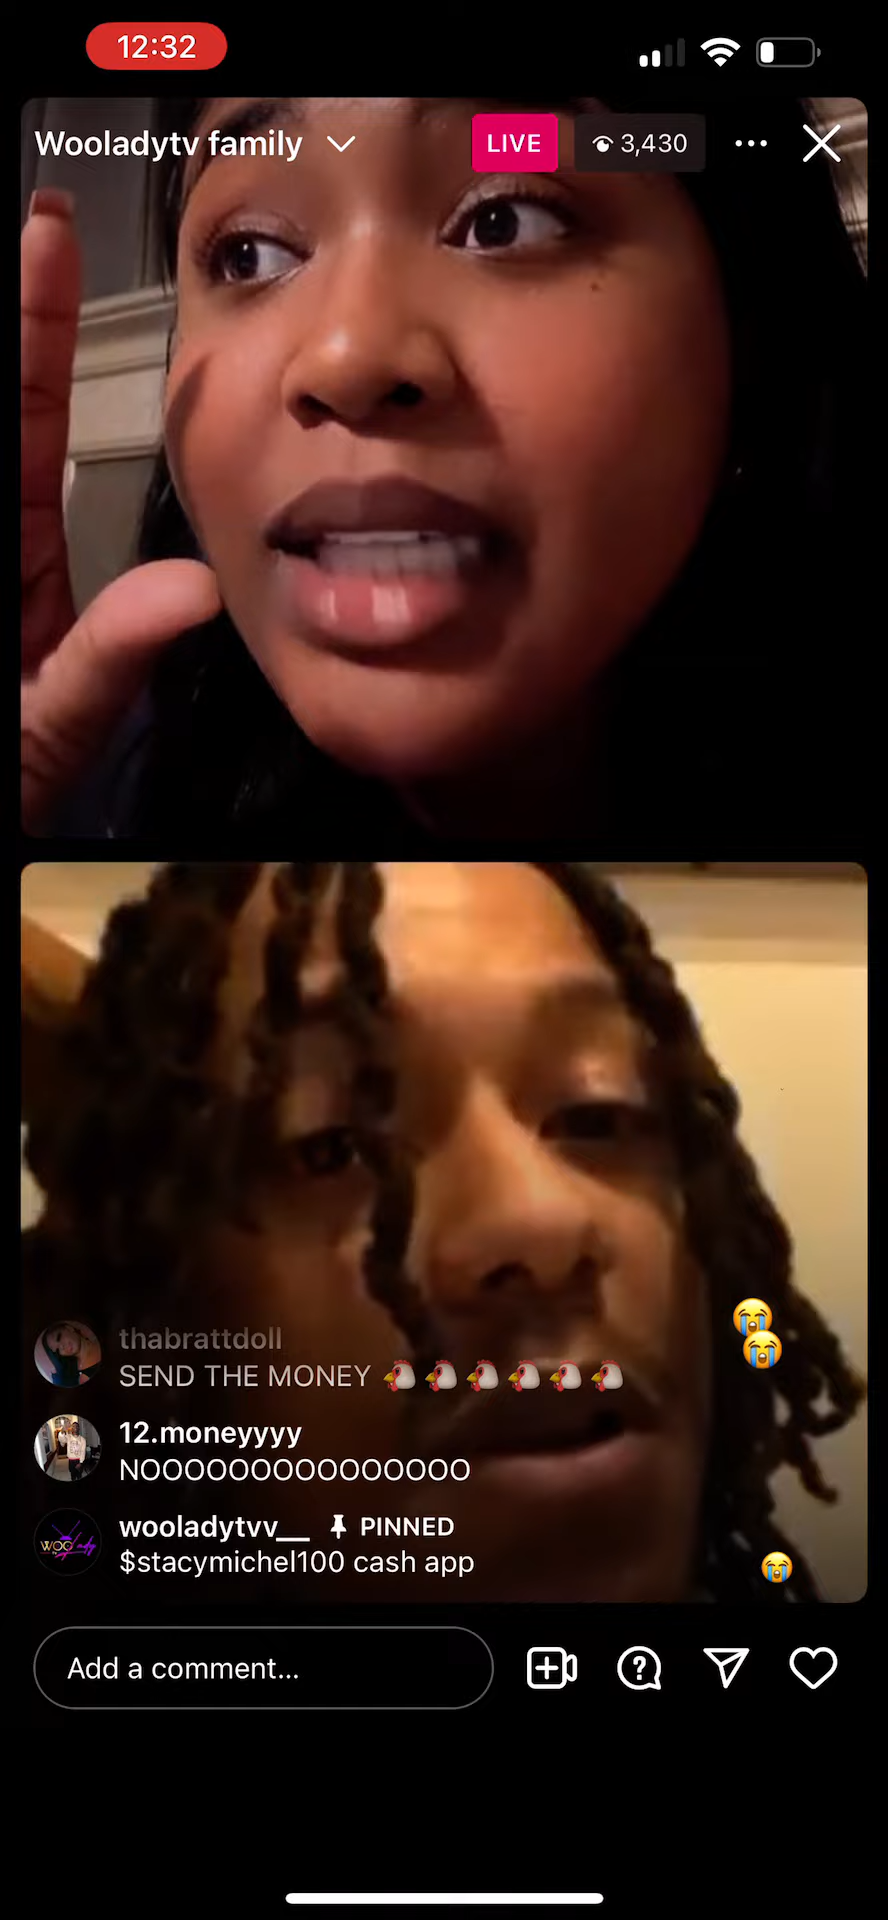 12:32
Wooladytv family
LIVE
3,430
thabrattdoll
SEND THE MONEY 🐔🐔🐔🐔🐔🐔
12.moneyyyy
NOOOOOOOOOOOOOOO
WOOlady
wooladytvv__ PINNED
$stacymichel100 cash app
Add a comment...